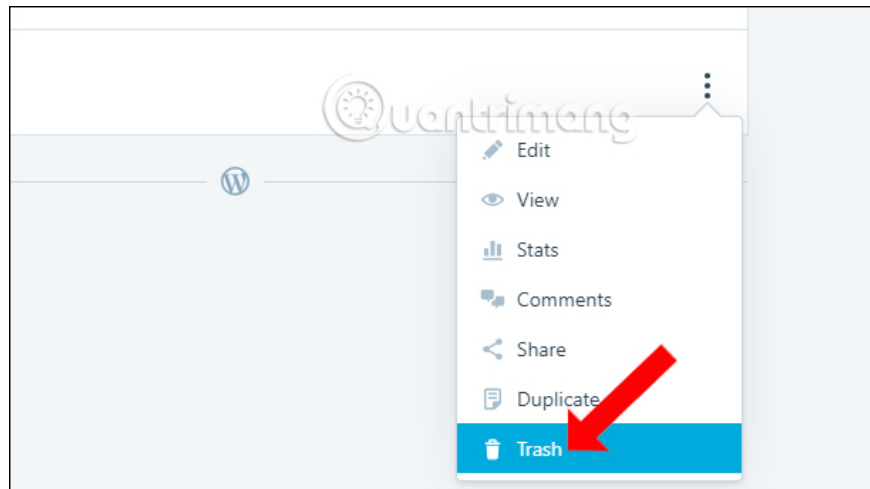 Quantrimang
Edit
View
Stats
Comments
Share
Duplicate
Trash